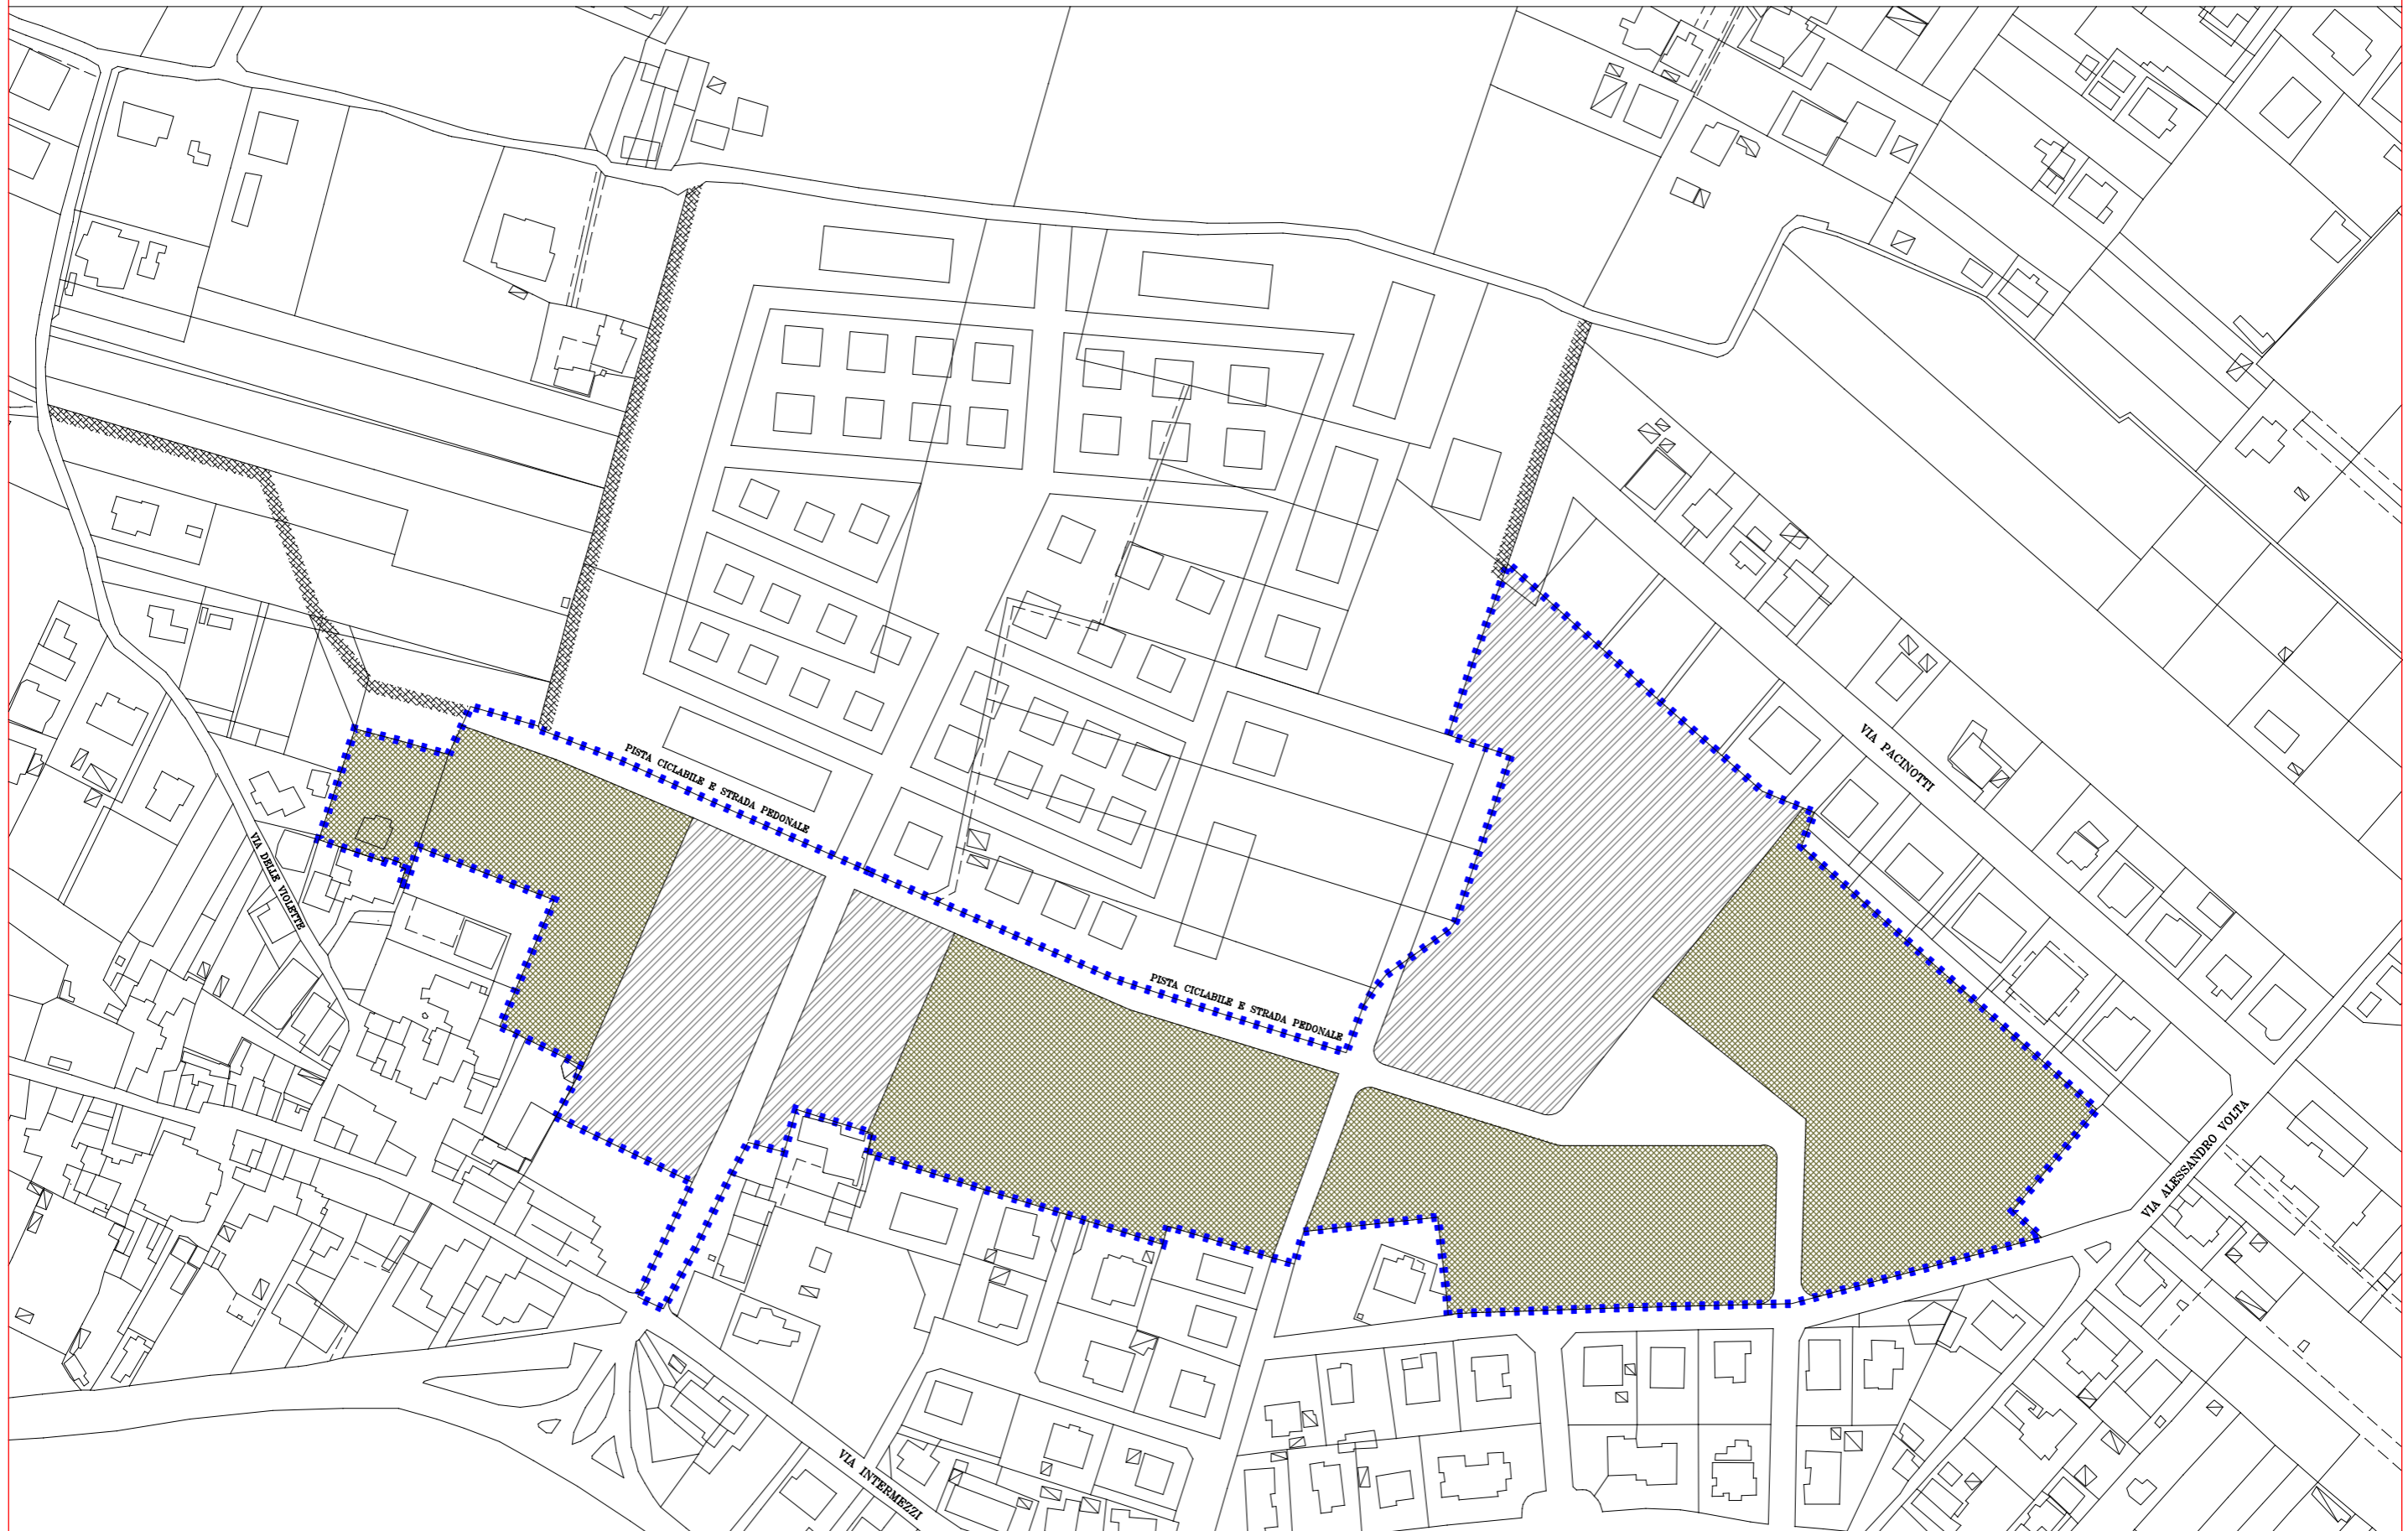 VIA PACINOTTI
PISTA CICLABILE E STRADA PEDONALE
VIA DELLE VIOLETTE
PISTA CICLABILE E STRADA PEDONALE
VIA ALESSANDRO VOLTA
VIA INTERMEZZI